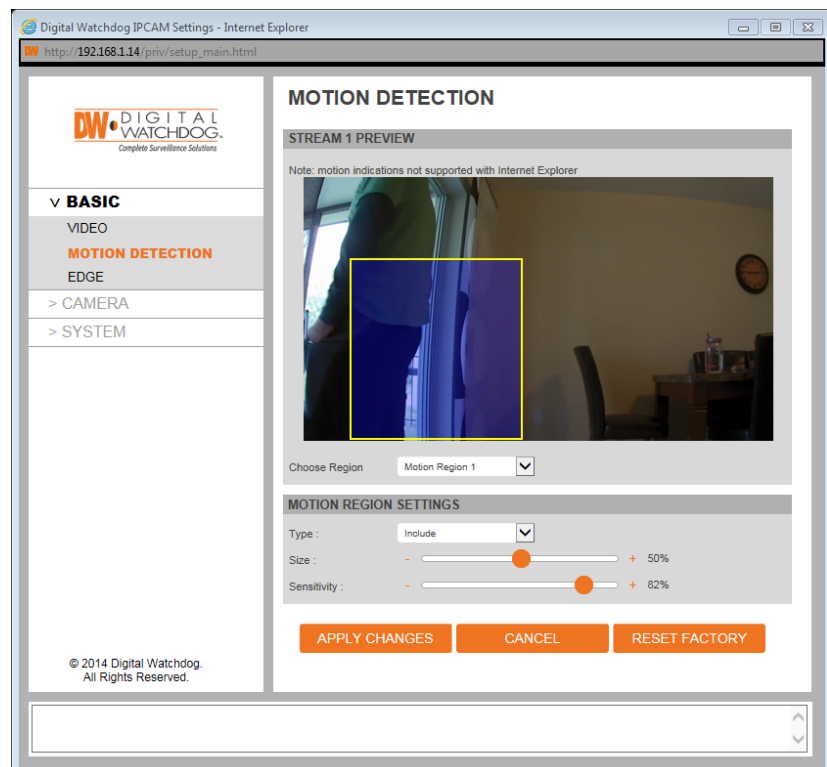 Digital Watchdog IPCAM Settings - Internet Explorer
DW http://192.168.1.14/priv/setup_main.html
DW DIGITAL
WATCHDOG®
Complete Surveillance Solutions
v BASIC
VIDEO
MOTION DETECTION
EDGE
> CAMERA
> SYSTEM
© 2014 Digital Watchdog.
All Rights Reserved.
MOTION DETECTION
STREAM 1 PREVIEW
Note: motion indications not supported with Internet Explorer
Choose Region Motion Region 1
MOTION REGION SETTINGS
Type : Include
Size : - + 50%
Sensitivity : - + 82%
APPLY CHANGES CANCEL RESET FACTORY